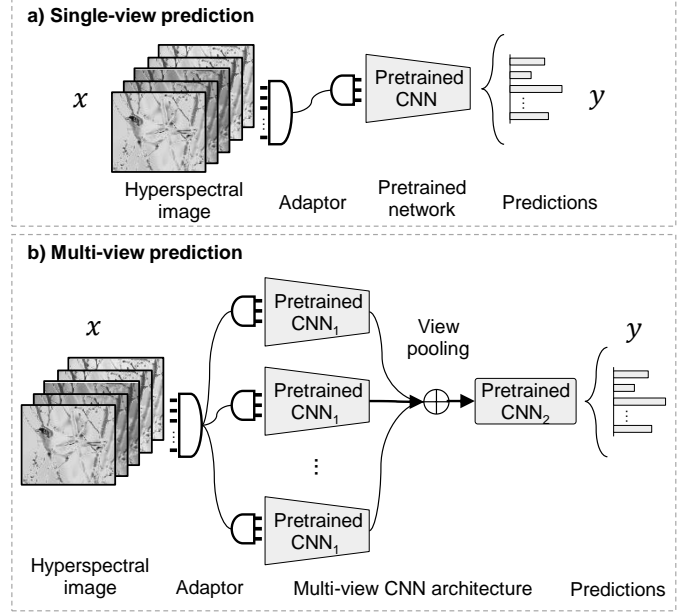 a) Single-view prediction
x
Pretrained
CNN
⋮
y
Hyperspectral
image
Adaptor
Pretrained
network
Predictions
b) Multi-view prediction
x
Pretrained
CNN₁
View
pooling
y
Pretrained
CNN₁
Pretrained
CNN₂
⋮
...
Pretrained
CNN₁
Hyperspectral
image
Adaptor
Multi-view CNN architecture
Predictions